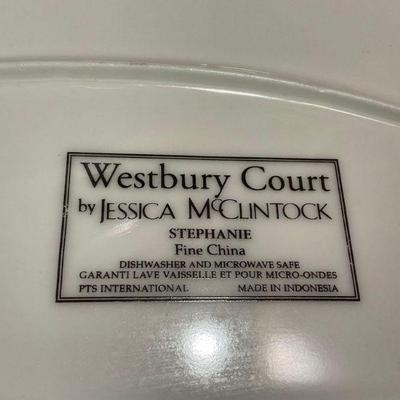 Westbury Court
by JESSICA McCLINTOCK
STEPHANIE
Fine China
DISHWASHER AND MICROWAVE SAFE
GARANTI LAVE VAISSELLE ET POUR MICRO-ONDES
PTS INTERNATIONAL MADE IN INDONESIA